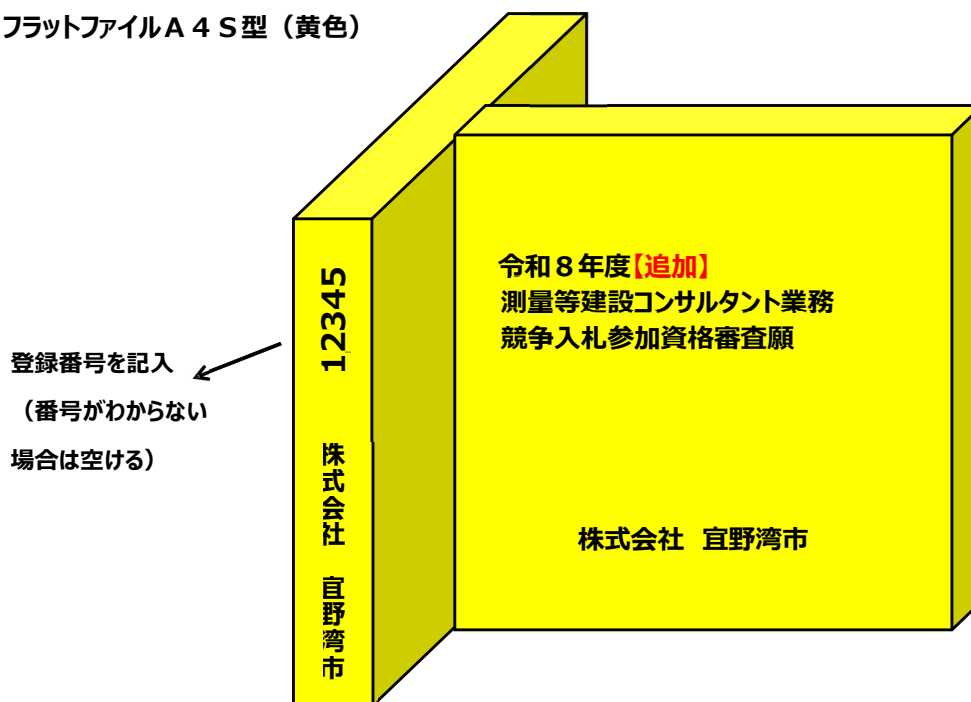 フラットファイルＡ４Ｓ型（黄色）
12345
株式会社　宜野湾市
登録番号を記入
（番号がわからない
場合は空ける）
令和８年度【追加】
測量等建設コンサルタント業務
競争入札参加資格審査願
株式会社　宜野湾市